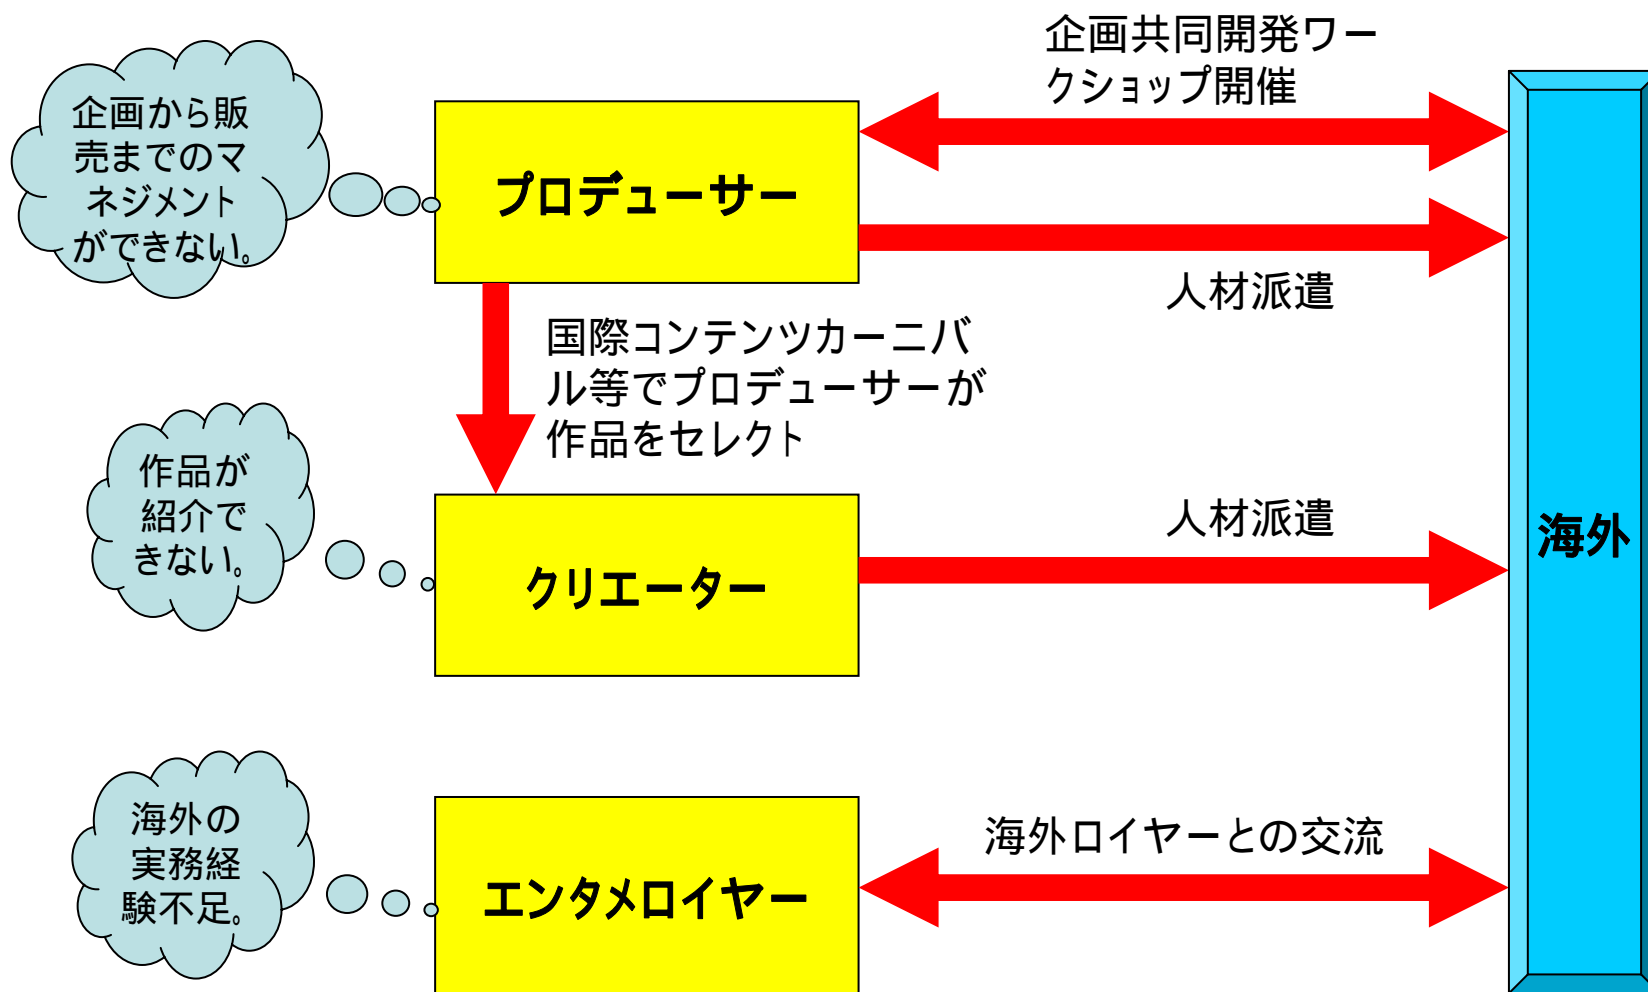 企画共同開発ワー
クショップ開催
企画から販
売までのマ
ネジメント
ができない。
プロデューサー
人材派遣
国際コンテンツカーニバ
ル等でプロデューサーが
作品をセレクト
作品が
紹介で
きない。
クリエーター
人材派遣
海外
海外の
実務経
験不足。
エンタメロイヤー
海外ロイヤーとの交流